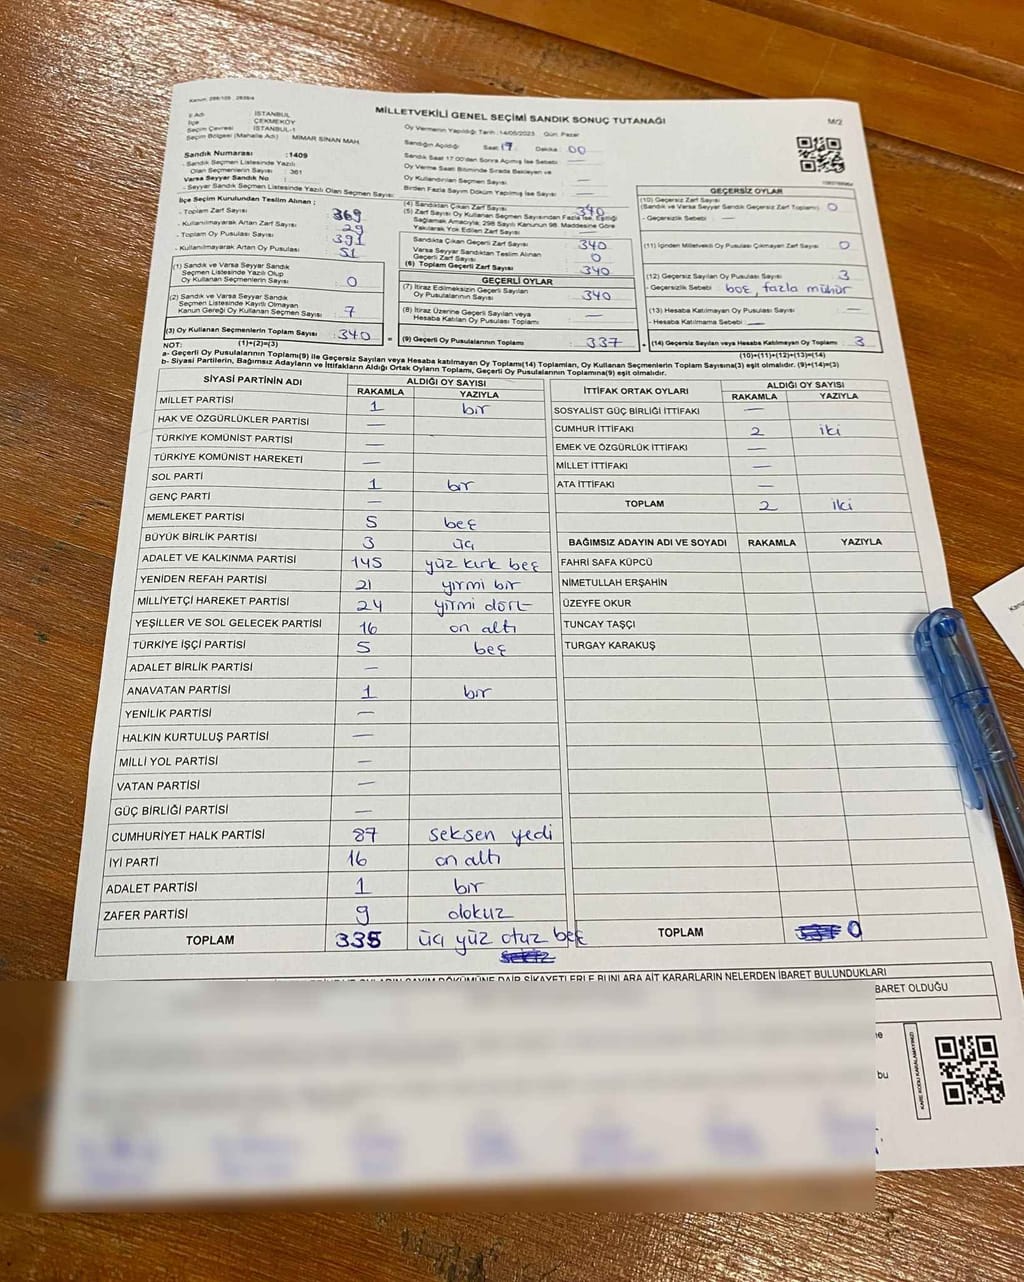 MİLLETVEKİLİ GENEL SEÇİMİ SANDIK SONUÇ TUTANAĞI
M/2
İl Adı İSTANBUL
İlçe ÇEKMEKÖY
Seçim Çevresi İSTANBUL-1
Seçim Bölgesi (Mahalle Adı) MİMAR SİNAN MAH.
Oy Vermenin Yapıldığı Tarih :14/05/2023 Gün: Pazar
Sandığın Açıldığı Saat 17 Dakika: 00
Sandık Saat 17:00'den Sonra Açılmış İse Sebebi : —
Oy Verme Saati Bitiminde Sırada Bekleyen ve
Oy Kullandırılan Seçmen Sayısı : —
Birden Fazla Sayım Döküm Yapılmış İse Sayısı : —
Sandık Numarası :1409
- Sandık Seçmen Listesinde Yazılı
Olan Seçmenlerin Sayısı : 361
Varsa Seyyar Sandık No :
- Seyyar Sandık Seçmen Listesinde Yazılı Olan Seçmen Sayısı:
İlçe Seçim Kurulundan Teslim Alınan ;
- Toplam Zarf Sayısı : 369
- Kullanılmayarak Artan Zarf Sayısı : 29
- Toplam Oy Pusulası Sayısı : 391
- Kullanılmayarak Artan Oy Pusulası : 51
(1) Sandık ve Varsa Seyyar Sandık
Seçmen Listesinde Yazılı Olup
Oy Kullanan Seçmenlerin Sayısı : 0
(2) Sandık ve Varsa Seyyar Sandık
Seçmen Listesinde Kayıtlı Olmayan
Kanun Gereği Oy Kullanan Seçmen Sayısı : 7
(3) Oy Kullanan Seçmenlerin Toplam Sayısı : 340
(4) Sandıktan Çıkan Zarf Sayısı : 340
(5) Zarf Sayısı Oy Kullanan Seçmen Sayısından Fazla İse, Eşitliği
Sağlamak Amacıyla; 298 Sayılı Kanunun 98. Maddesine Göre
Yakılarak Yok Edilen Zarf Sayısı : —
Sandıkta Çıkan Geçerli Zarf Sayısı : 340
Varsa Seyyar Sandıktan Teslim Alınan
Geçerli Zarf Sayısı : 0
(6) Toplam Geçerli Zarf Sayısı : 340
GEÇERLİ OYLAR
(7) İtiraz Edilmeksizin Geçerli Sayılan
Oy Pusulalarının Sayısı : 340
(8) İtiraz Üzerine Geçerli Sayılan veya
Hesaba Katılan Oy Pusulası Toplamı : —
= (9) Geçerli Oy Pusulalarının Toplamı : 337
GEÇERSİZ OYLAR
(10) Geçersiz Zarf Sayısı
(Sandık ve Varsa Seyyar Sandık Geçersiz Zarf Toplamı) : 0
- Geçersizlik Sebebi : —
(11) İçinden Milletvekili Oy Pusulası Çıkmayan Zarf Sayısı : 0
(12) Geçersiz Sayılan Oy Pusulası Sayısı : 3
- Geçersizlik Sebebi : boş, fazla mühür
(13) Hesaba Katılmayan Oy Pusulası Sayısı : —
- Hesaba Katılmama Sebebi : —
+ (14) Geçersiz Sayılan veya Hesaba Katılmayan Oy Toplamı : 3
NOT: (1)+(2)=(3)
(10)+(11)+(12)+(13)=(14)
a- Geçerli Oy Pusulalarının Toplamı(9) ile Geçersiz Sayılan veya Hesaba katılmayan Oy Toplamı(14) Toplamları, Oy Kullanan Seçmenlerin Toplam Sayısına(3) eşit olmalıdır. (9)+(14)=(3)
b- Siyasi Partilerin, Bağımsız Adayların ve İttifakların Aldığı Ortak Oyların Toplamı, Geçerli Oy Pusulalarının Toplamına(9) eşit olmalıdır.
SİYASİ PARTİNİN ADI ALDIĞI OY SAYISI
RAKAMLA YAZIYLA
MİLLET PARTİSİ 1 bir
HAK VE ÖZGÜRLÜKLER PARTİSİ —
TÜRKİYE KOMÜNİST PARTİSİ —
TÜRKİYE KOMÜNİST HAREKETİ —
SOL PARTİ 1 bir
GENÇ PARTİ —
MEMLEKET PARTİSİ 5 beş
BÜYÜK BİRLİK PARTİSİ 3 üç
ADALET VE KALKINMA PARTİSİ 145 yüz kırk beş
YENİDEN REFAH PARTİSİ 21 yirmi bir
MİLLİYETÇİ HAREKET PARTİSİ 24 yirmi dört
YEŞİLLER VE SOL GELECEK PARTİSİ 16 on altı
TÜRKİYE İŞÇİ PARTİSİ 5 beş
ADALET BİRLİK PARTİSİ —
ANAVATAN PARTİSİ 1 bir
YENİLİK PARTİSİ —
HALKIN KURTULUŞ PARTİSİ —
MİLLİ YOL PARTİSİ —
VATAN PARTİSİ —
GÜÇ BİRLİĞİ PARTİSİ —
CUMHURİYET HALK PARTİSİ 87 seksen yedi
İYİ PARTİ 16 on altı
ADALET PARTİSİ 1 bir
ZAFER PARTİSİ 9 dokuz
TOPLAM 335 üç yüz otuz beş
İTTİFAK ORTAK OYLARI ALDIĞI OY SAYISI
RAKAMLA YAZIYLA
SOSYALİST GÜÇ BİRLİĞİ İTTİFAKI —
CUMHUR İTTİFAKI 2 iki
EMEK VE ÖZGÜRLÜK İTTİFAKI —
MİLLET İTTİFAKI —
ATA İTTİFAKI —
TOPLAM 2 iki
BAĞIMSIZ ADAYIN ADI VE SOYADI RAKAMLA YAZIYLA
FAHRİ SAFA KÜPCÜ
NİMETULLAH ERŞAHİN
ÜZEYFE OKUR
TUNCAY TAŞÇI
TURGAY KARAKUŞ
TOPLAM 0
DÖKÜMÜNE DAİR ŞİKAYETLERLE BUNLARA AİT KARARLARIN NELERDEN İBARET BULUNDUKLARI
BARET OLDUĞU
bu
KARE KODU KARALAMAYINIZ!